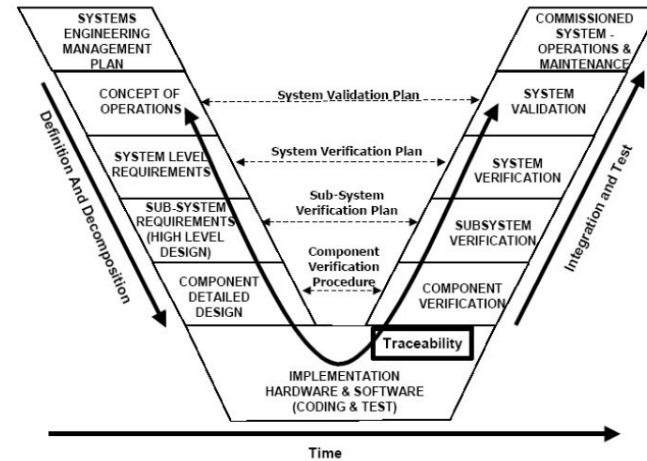 SYSTEMS
ENGINEERING
MANAGEMENT
PLAN
COMMISSIONED
SYSTEM -
OPERATIONS &
MAINTENANCE
CONCEPT OF
OPERATIONS
System Validation Plan
SYSTEM
VALIDATION
SYSTEM LEVEL
REQUIREMENTS
System Verification Plan
SYSTEM
VERIFICATION
SUB-SYSTEM
REQUIREMENTS
(HIGH LEVEL
DESIGN)
Sub-System
Verification Plan
SUBSYSTEM
VERIFICATION
COMPONENT
DETAILED
DESIGN
Component
Verification
Procedure
COMPONENT
VERIFICATION
Definition And Decomposition
Integration and Test
Traceability
IMPLEMENTATION
HARDWARE & SOFTWARE
(CODING & TEST)
Time